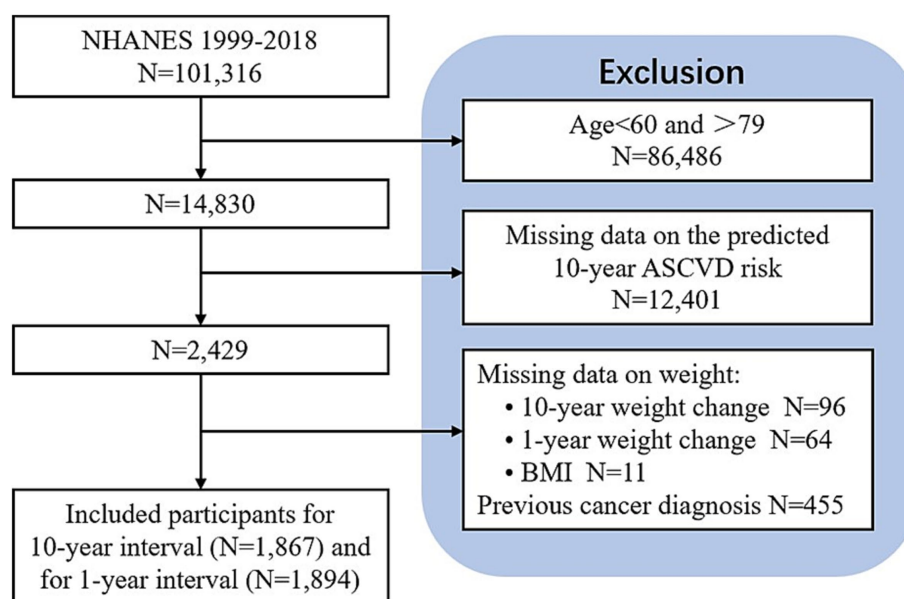 NHANES 1999-2018
N=101,316
Exclusion
Age<60 and >79
N=86,486
N=14,830
Missing data on the predicted
10-year ASCVD risk
N=12,401
N=2,429
Missing data on weight:
• 10-year weight change N=96
• 1-year weight change N=64
• BMI N=11
Previous cancer diagnosis N=455
Included participants for
10-year interval (N=1,867) and
for 1-year interval (N=1,894)